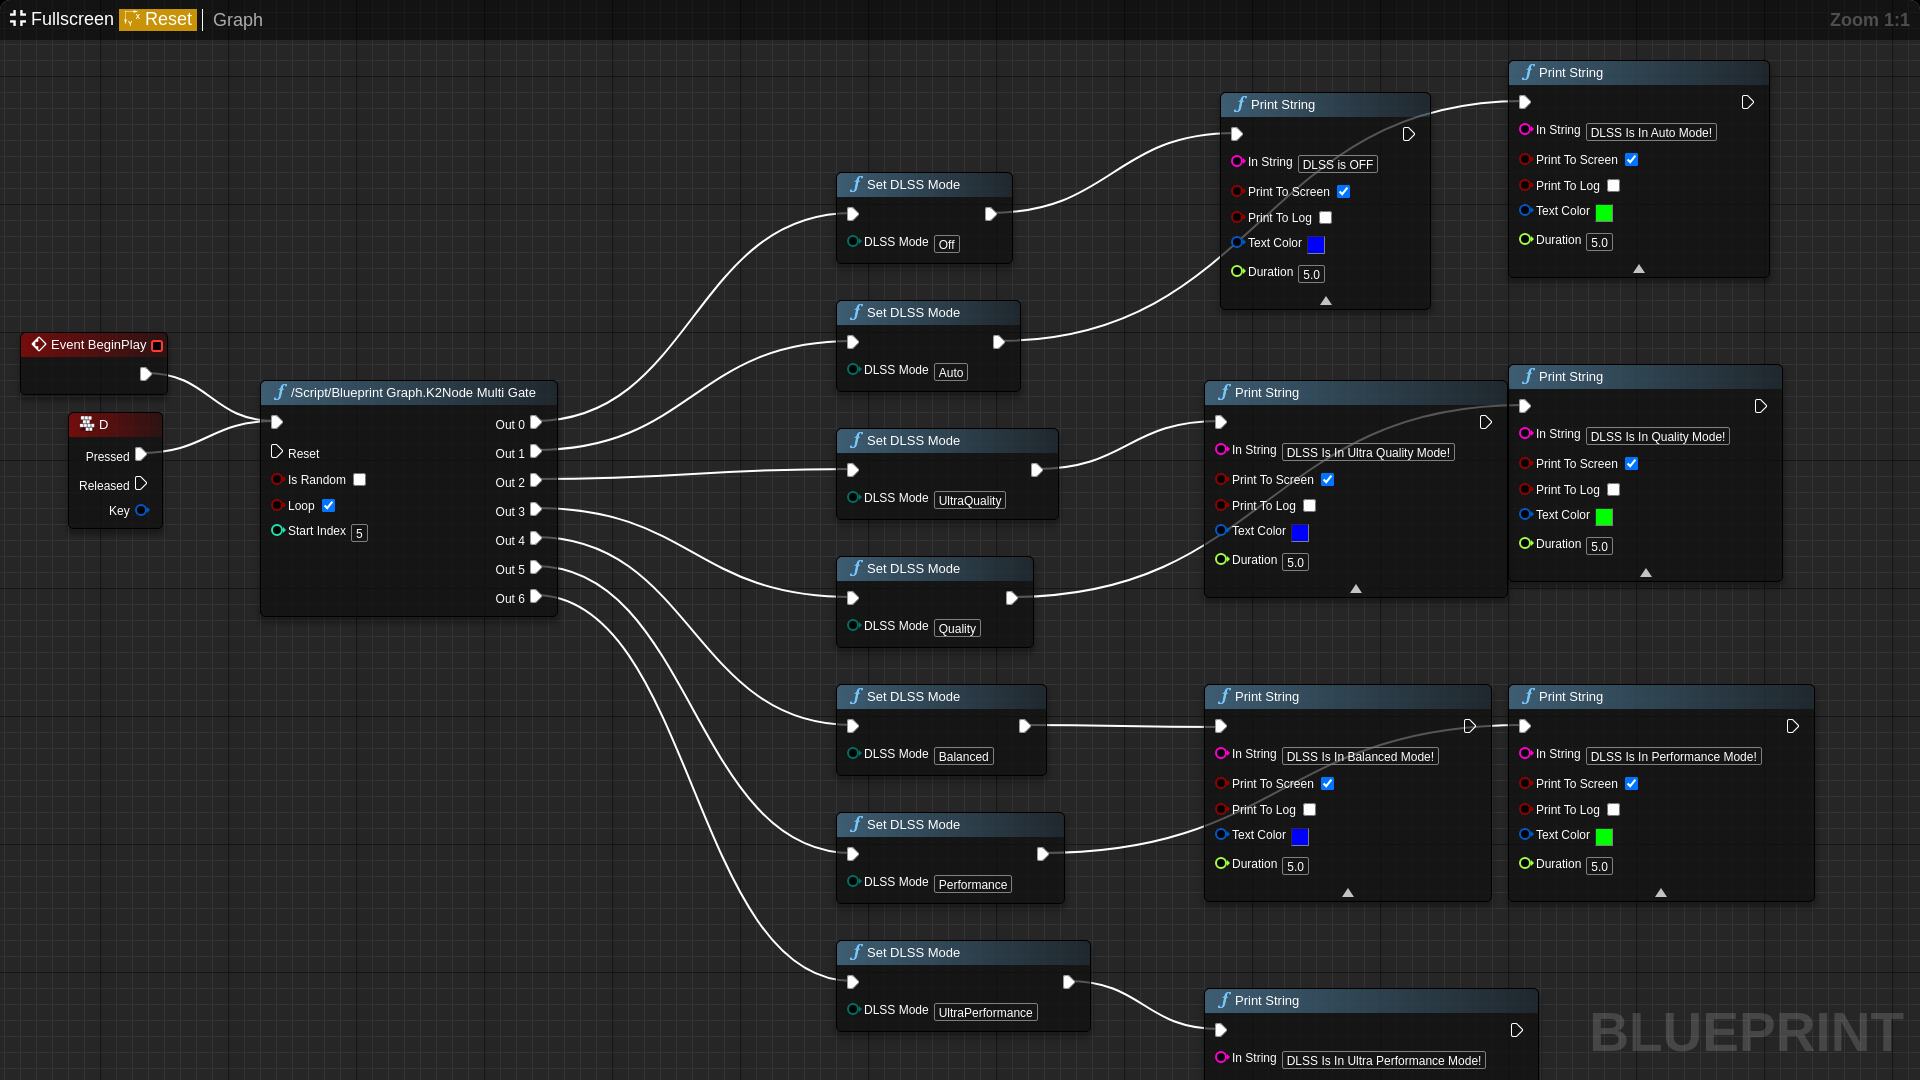 Fullscreen Reset Graph Zoom 1:1
Event BeginPlay
D
Pressed
Released
Key
/Script/Blueprint Graph.K2Node Multi Gate
Out 0
Reset Out 1
Is Random Out 2
Loop Out 3
Start Index 5 Out 4
Out 5
Out 6
Set DLSS Mode
DLSS Mode Off
Set DLSS Mode
DLSS Mode Auto
Set DLSS Mode
DLSS Mode UltraQuality
Set DLSS Mode
DLSS Mode Quality
Set DLSS Mode
DLSS Mode Balanced
Set DLSS Mode
DLSS Mode Performance
Set DLSS Mode
DLSS Mode UltraPerformance
Print String
In String DLSS is OFF
Print To Screen
Print To Log
Text Color
Duration 5.0
Print String
In String DLSS Is In Auto Mode!
Print To Screen
Print To Log
Text Color
Duration 5.0
Print String
In String DLSS Is In Ultra Quality Mode!
Print To Screen
Print To Log
Text Color
Duration 5.0
Print String
In String DLSS Is In Quality Mode!
Print To Screen
Print To Log
Text Color
Duration 5.0
Print String
In String DLSS Is In Balanced Mode!
Print To Screen
Print To Log
Text Color
Duration 5.0
Print String
In String DLSS Is In Performance Mode!
Print To Screen
Print To Log
Text Color
Duration 5.0
Print String
In String DLSS Is In Ultra Performance Mode!
BLUEPRINT